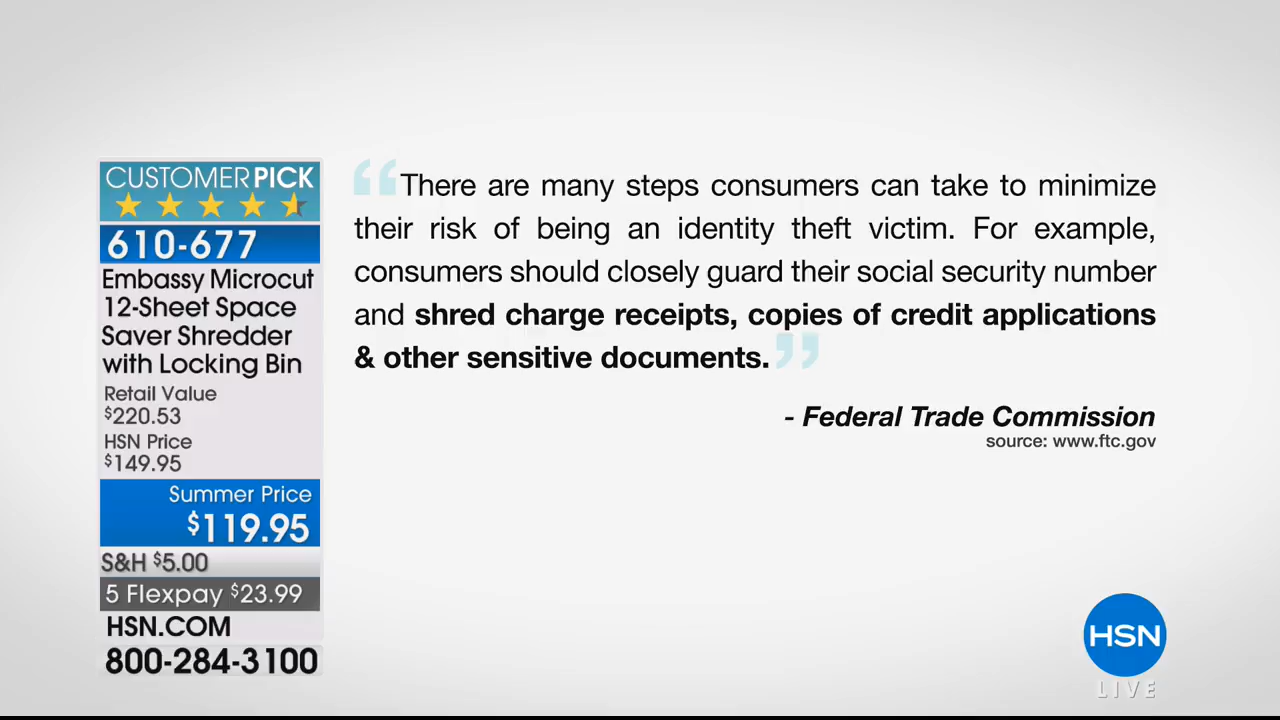 CUSTOMERPICK
610-677
Embassy Microcut
12-Sheet Space
Saver Shredder
with Locking Bin
Retail Value
$220.53
HSN Price
$149.95
Summer Price
$119.95
S&H $5.00
5 Flexpay $23.99
HSN.COM
800-284-3100
“There are many steps consumers can take to minimize
their risk of being an identity theft victim. For example,
consumers should closely guard their social security number
and shred charge receipts, copies of credit applications
& other sensitive documents.”
- Federal Trade Commission
source: www.ftc.gov
HSN
LIVE